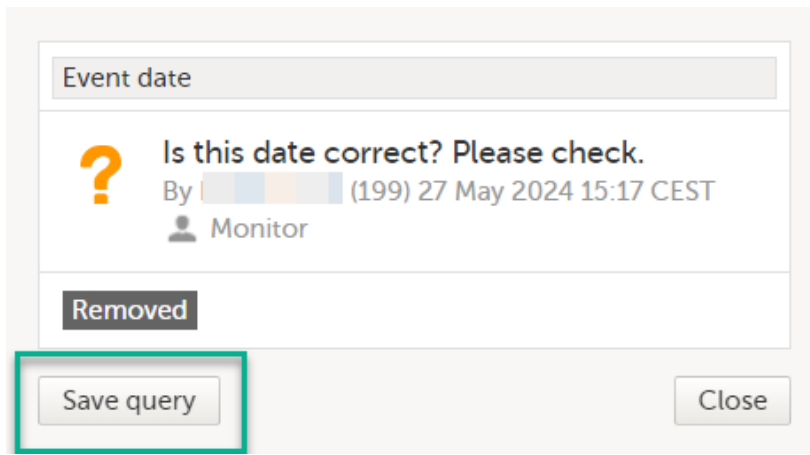 Event date
Is this date correct? Please check.
By (199) 27 May 2024 15:17 CEST
Monitor
Removed
Save query
Close